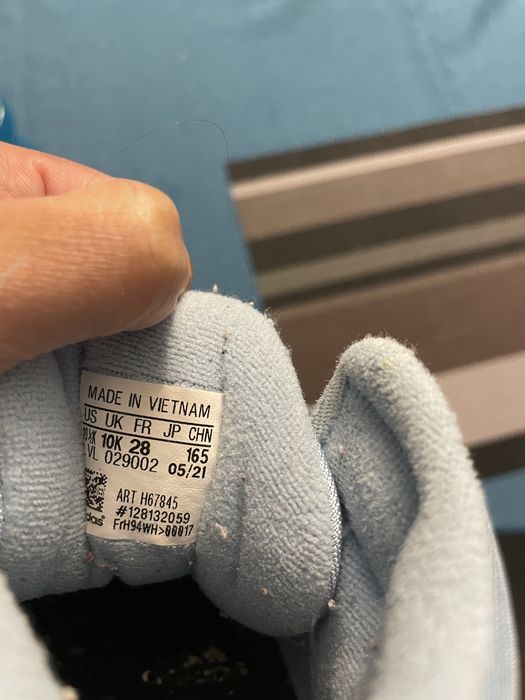 MADE IN VIETNAM
US UK FR JP CHN
10K 28 165
VL 029002 05/21
ART H67845
#128132059
FrH94WH>00017